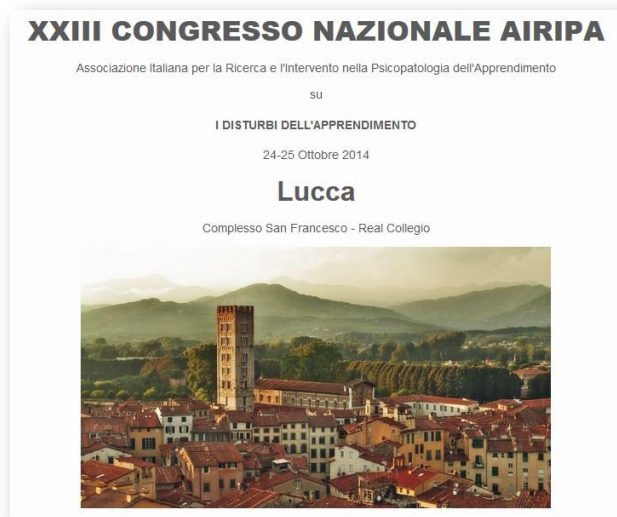 XXIII CONGRESSO NAZIONALE AIRIPA
Associazione Italiana per la Ricerca e l'Intervento nella Psicopatologia dell'Apprendimento
su
I DISTURBI DELL'APPRENDIMENTO
24-25 Ottobre 2014
Lucca
Complesso San Francesco - Real Collegio